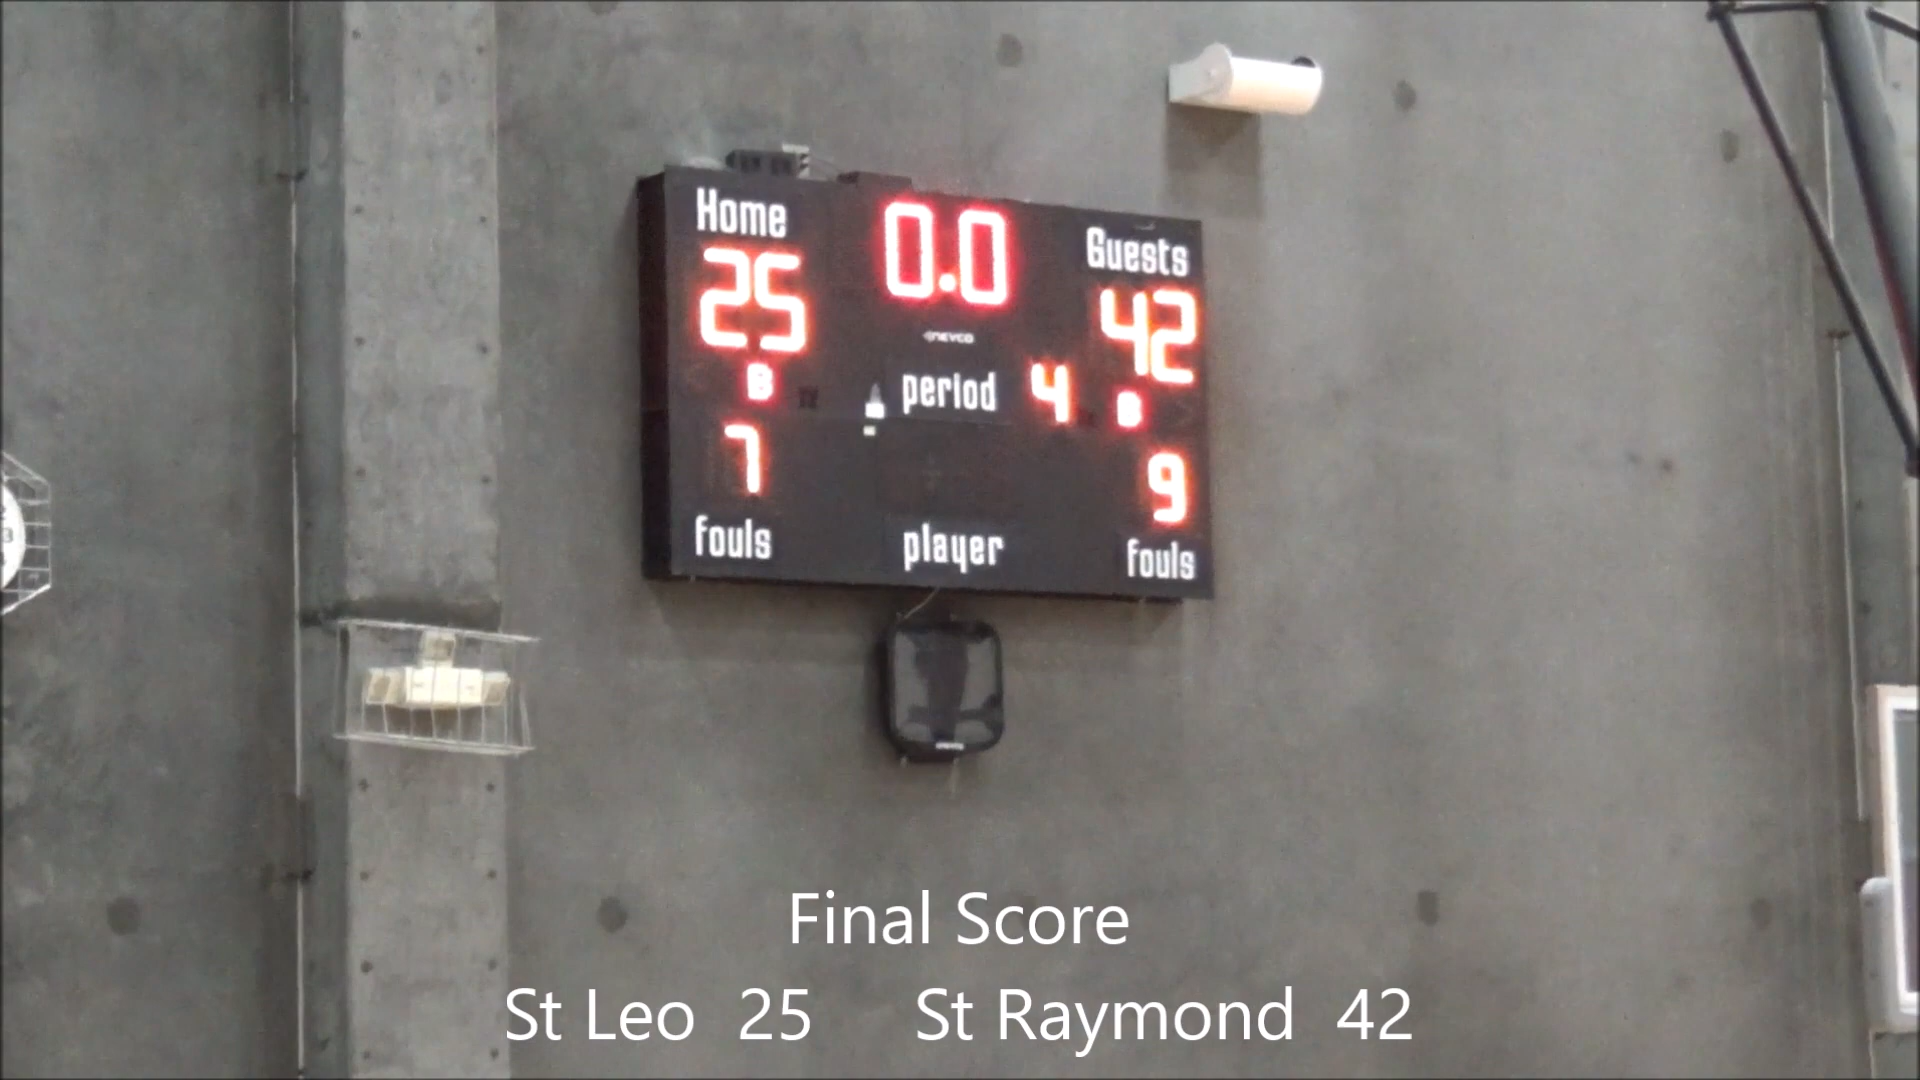 Home
0.0
Guests
25
42
NEVCO
B
period
4
B
7
9
fouls
player
fouls
Final Score
St Leo 25 St Raymond 42